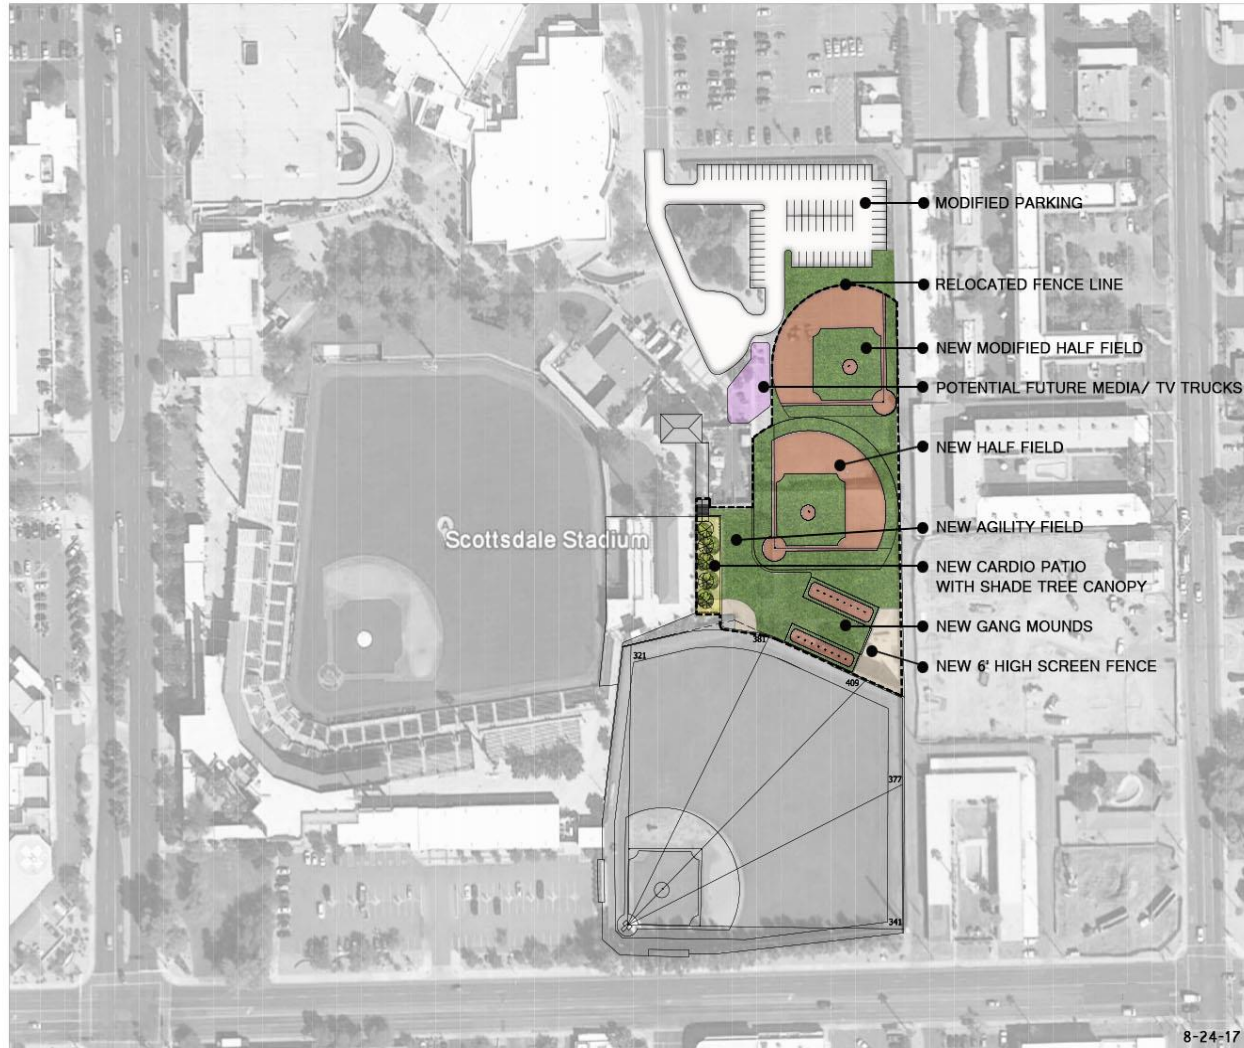 MODIFIED PARKING
RELOCATED FENCE LINE
NEW MODIFIED HALF FIELD
POTENTIAL FUTURE MEDIA/ TV TRUCKS
NEW HALF FIELD
NEW AGILITY FIELD
Scottsdale Stadium
NEW CARDIO PATIO
WITH SHADE TREE CANOPY
NEW GANG MOUNDS
381
321
NEW 6' HIGH SCREEN FENCE
409
377
341
8-24-17